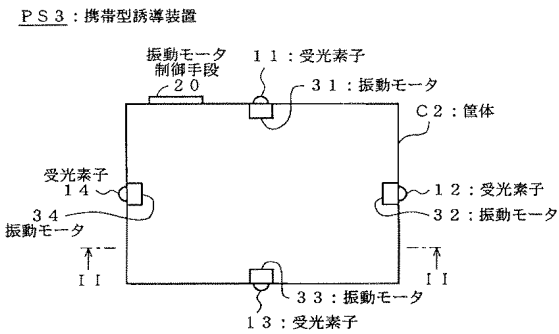 ＰＳ３：携帯型誘導装置
振動モータ
制御手段
２０
１１：受光素子
３１：振動モータ
Ｃ２：筐体
受光素子
１４
３４
振動モータ
１２：受光素子
３２：振動モータ
ＩＩ
ＩＩ
３３：振動モータ
１３：受光素子